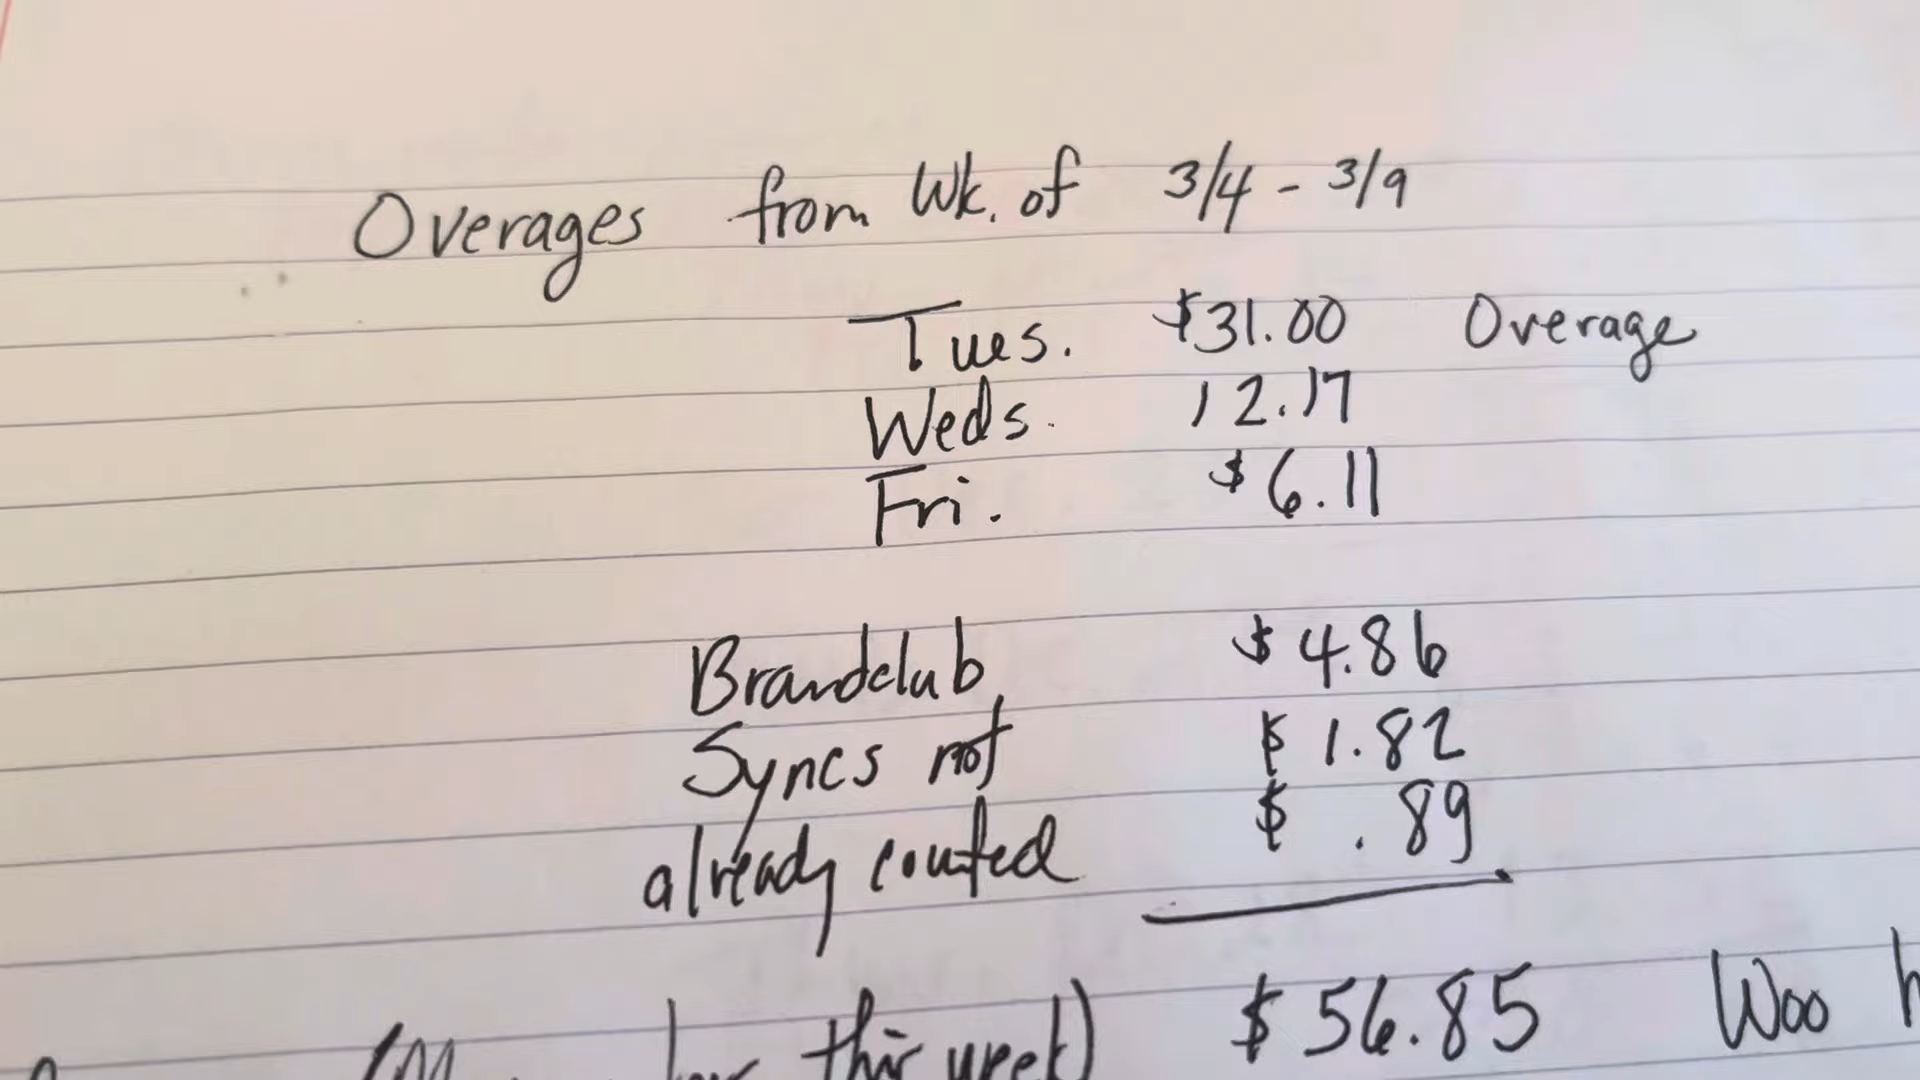 Overages from Wk. of 3/4 - 3/9
Tues. $31.00 Overage
Weds. 12.17
Fri. $6.11
Brandclub $4.86
Syncs not $1.82
already counted $ .89
this week) $56.85 Woo